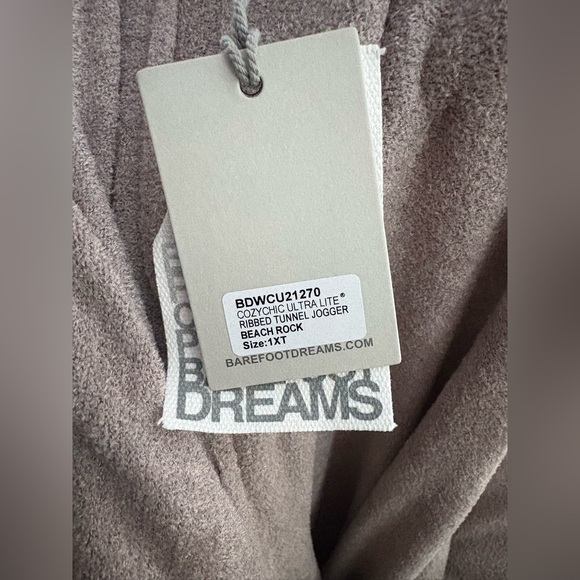 BDWCU21270
COZYCHIC ULTRA LITE®
RIBBED TUNNEL JOGGER
BEACH ROCK
Size:1XT
BAREFOOTDREAMS.COM
DREAMS